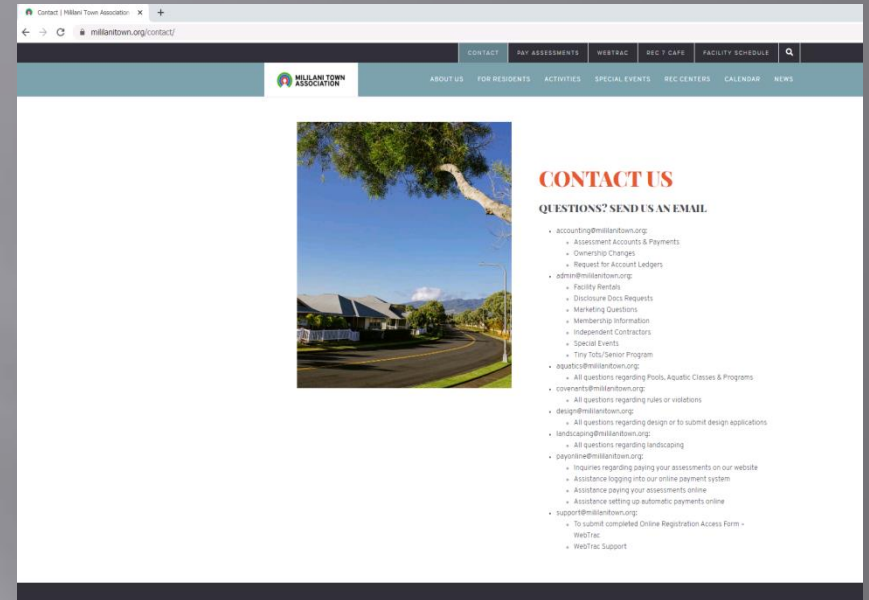 Contact | Mililani Town Association
mililanitown.org/contact/
CONTACT PAY ASSESSMENTS WEBTRAC REC 7 CAFE FACILITY SCHEDULE
MILILANI TOWN
ASSOCIATION
ABOUT US FOR RESIDENTS ACTIVITIES SPECIAL EVENTS REC CENTERS CALENDAR NEWS
CONTACT US
QUESTIONS? SEND US AN EMAIL
accounting@mililanitown.org:
Assessment Accounts & Payments
Ownership Changes
Request for Account Ledgers
admin@mililanitown.org:
Facility Rentals
Disclosure Docs Requests
Marketing Questions
Membership Information
Independent Contractors
Special Events
Tiny Tots/Senior Program
aquatics@mililanitown.org:
All questions regarding Pools, Aquatic Classes & Programs
covenants@mililanitown.org:
All questions regarding rules or violations
design@mililanitown.org:
All questions regarding design or to submit design applications
landscaping@mililanitown.org:
All questions regarding landscaping
payonline@mililanitown.org:
Inquiries regarding paying your assessments on our website
Assistance logging into our online payment system
Assistance paying your assessments online
Assistance setting up automatic payments online
support@mililanitown.org:
To submit completed Online Registration Access Form –
WebTrac
WebTrac Support